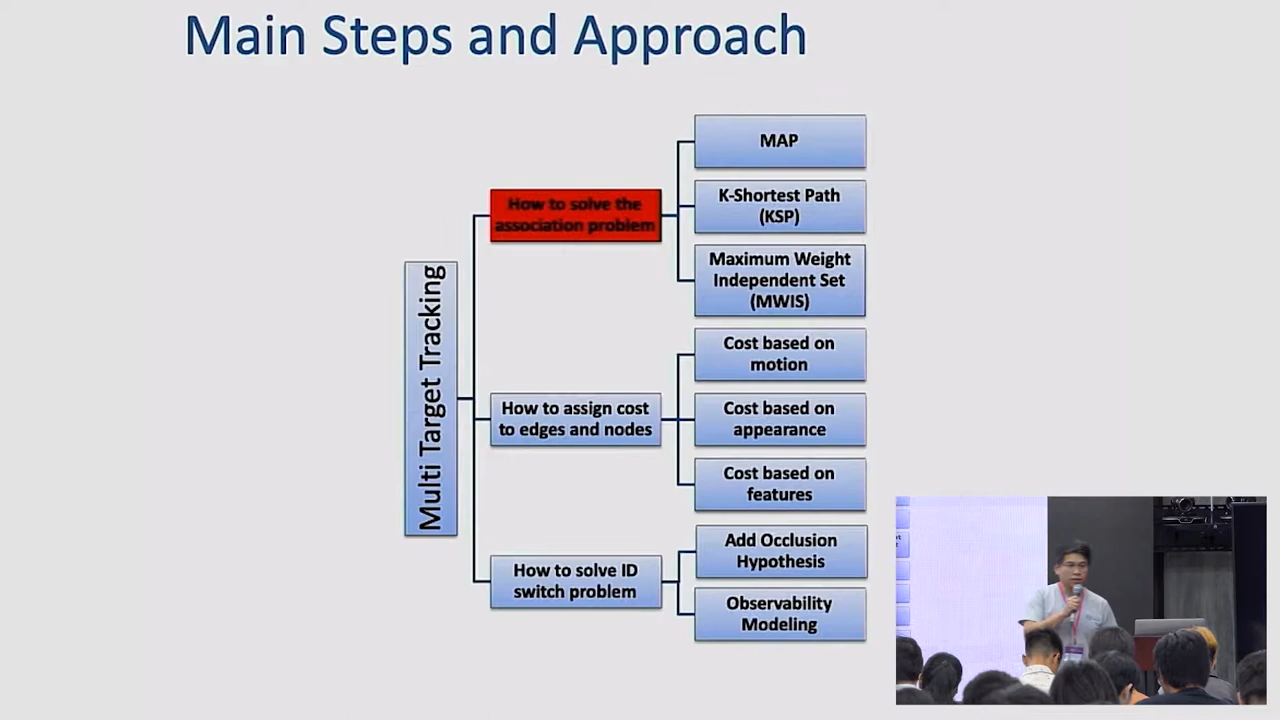 Main Steps and Approach
Multi Target Tracking
How to solve the
association problem
MAP
K-Shortest Path
(KSP)
Maximum Weight
Independent Set
(MWIS)
How to assign cost
to edges and nodes
Cost based on
motion
Cost based on
appearance
Cost based on
features
How to solve ID
switch problem
Add Occlusion
Hypothesis
Observability
Modeling